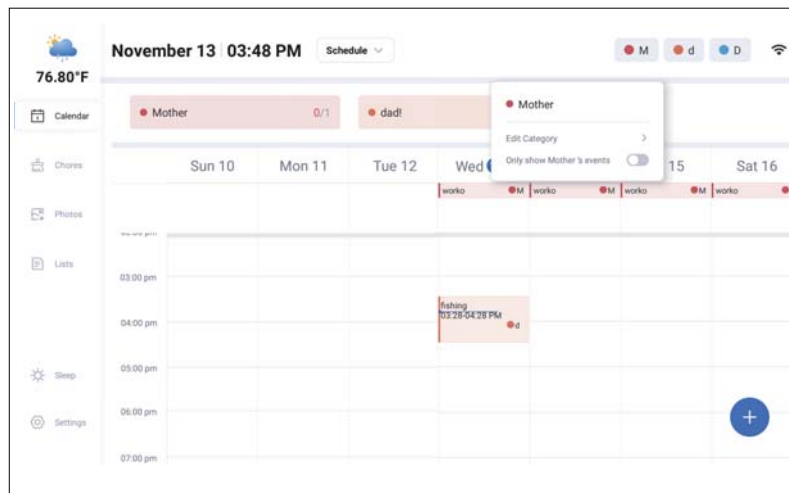 November 13 03:48 PM Schedule
M d D
76.80°F
Calendar
Chores
Photos
Lists
Sleep
Settings
Mother 0/1
dad!
Mother
Edit Category
Only show Mother 's events
Sun 10 Mon 11 Tue 12 Wed 15 Sat 16
worko M worko M worko M worko
02:00 pm
03:00 pm
fishing
03:28-04:28 PM
d
04:00 pm
05:00 pm
06:00 pm
07:00 pm